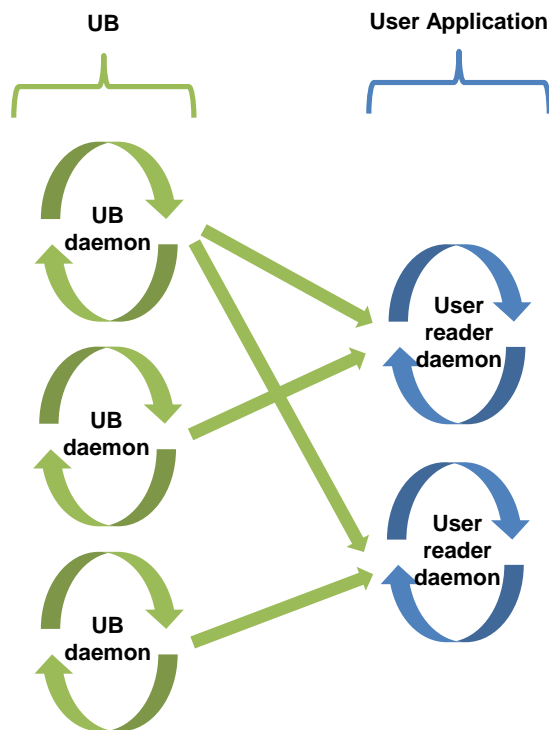 UB
User Application
UB
daemon
UB
daemon
UB
daemon
User
reader
daemon
User
reader
daemon